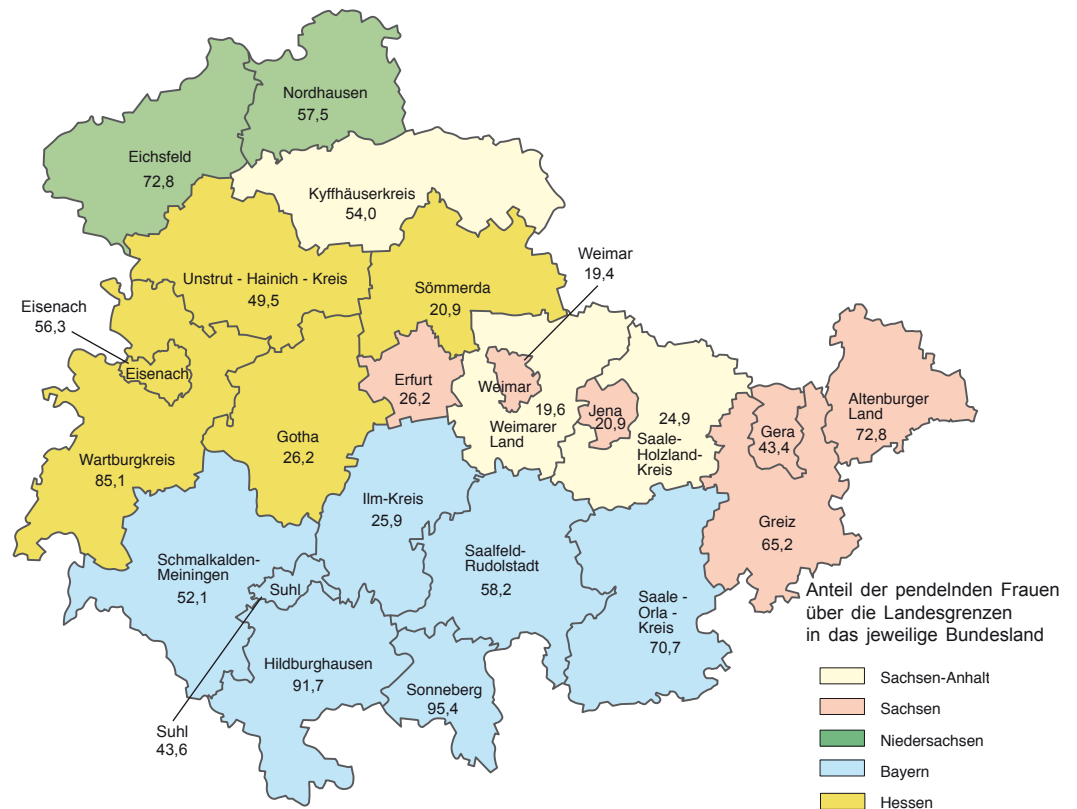 Nordhausen
57,5
Eichsfeld
72,8
Kyffhäuserkreis
54,0
Weimar
19,4
Unstrut - Hainich - Kreis
49,5
Sömmerda
20,9
Eisenach
56,3
Eisenach
Erfurt
26,2
Weimar
19,6
Weimarer
Land
Jena
20,9
24,9
Saale-
Holzland-
Kreis
Gera
43,4
Altenburger
Land
72,8
Gotha
26,2
Wartburgkreis
85,1
Ilm-Kreis
25,9
Greiz
65,2
Schmalkalden-
Meiningen
52,1
Suhl
Saalfeld-
Rudolstadt
58,2
Saale -
Orla -
Kreis
70,7
Hildburghausen
91,7
Sonneberg
95,4
Suhl
43,6
Anteil der pendelnden Frauen
über die Landesgrenzen
in das jeweilige Bundesland
Sachsen-Anhalt
Sachsen
Niedersachsen
Bayern
Hessen